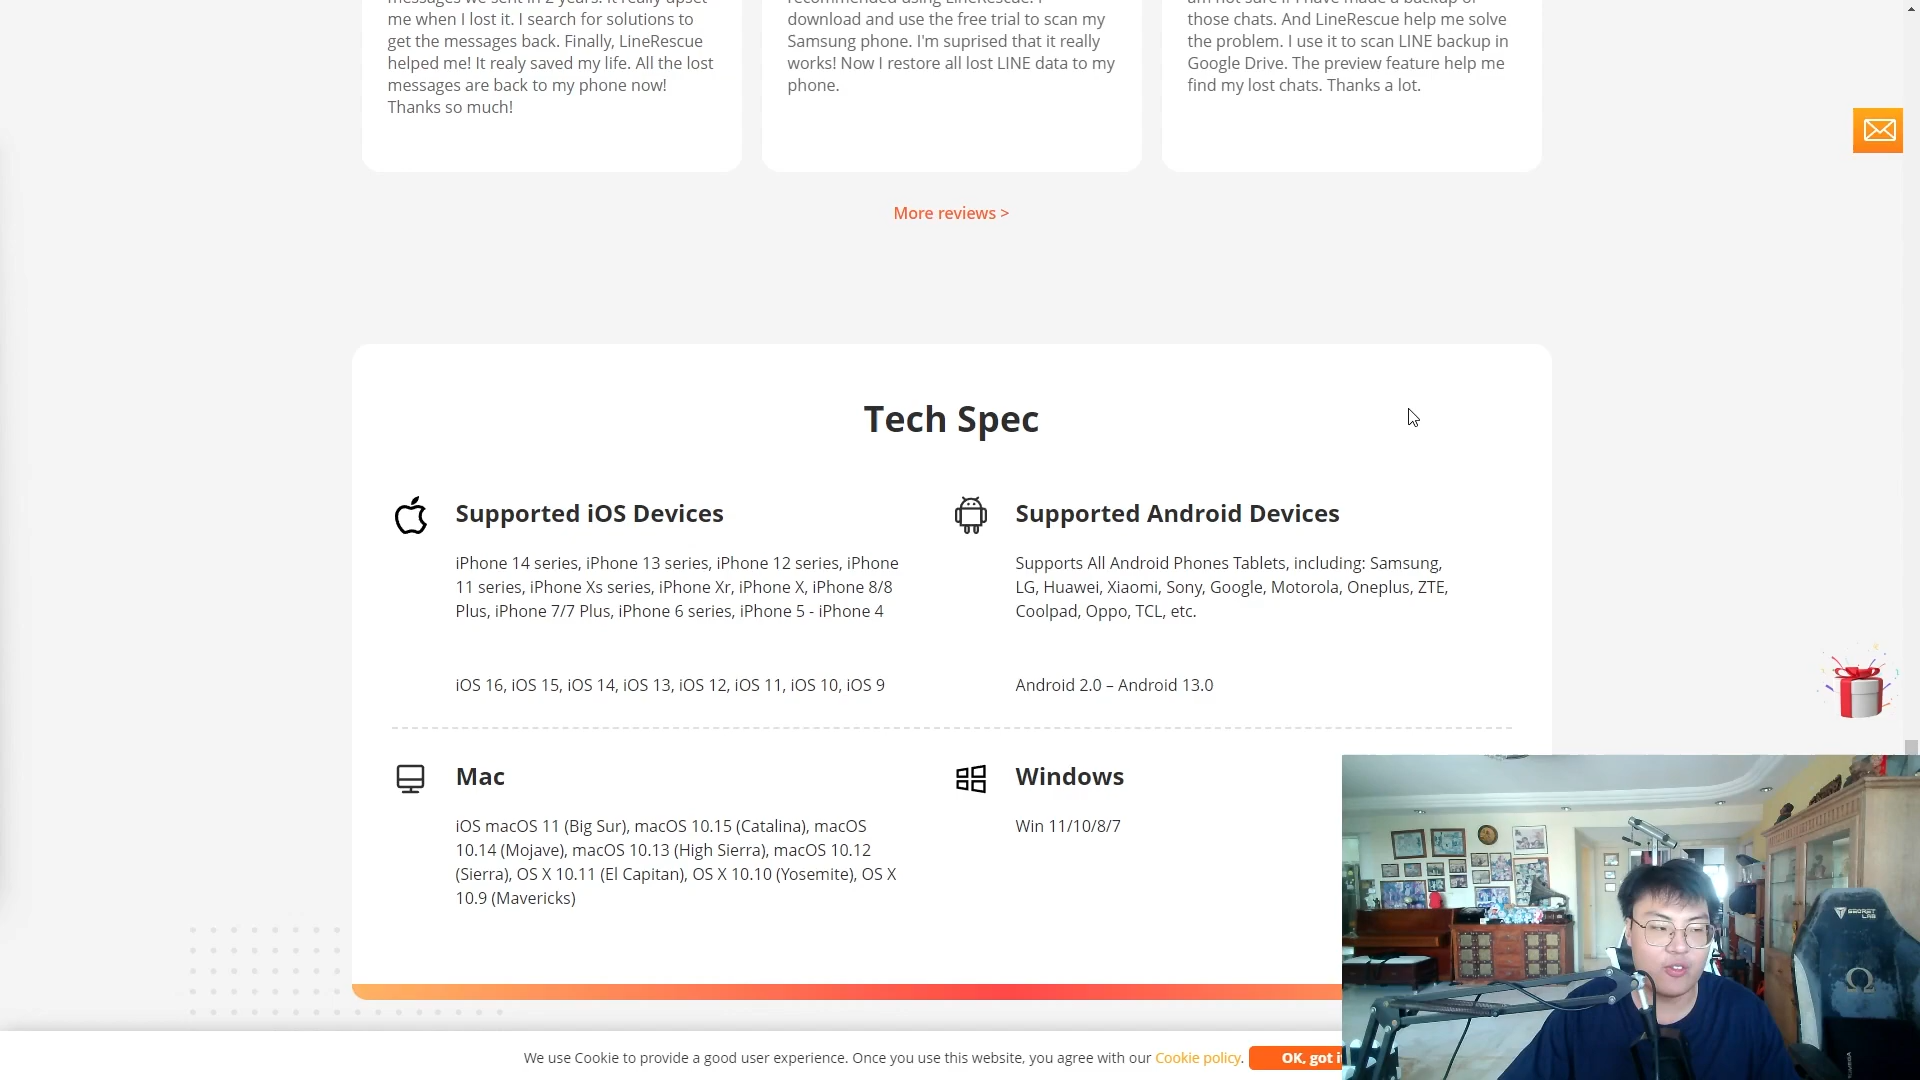 me when I lost it. I search for solutions to
get the messages back. Finally, LineRescue
helped me! It realy saved my life. All the lost
messages are back to my phone now!
Thanks so much!
download and use the free trial to scan my
Samsung phone. I'm suprised that it really
works! Now I restore all lost LINE data to my
phone.
those chats. And LineRescue help me solve
the problem. I use it to scan LINE backup in
Google Drive. The preview feature help me
find my lost chats. Thanks a lot.
More reviews >
Tech Spec
Supported iOS Devices
iPhone 14 series, iPhone 13 series, iPhone 12 series, iPhone
11 series, iPhone Xs series, iPhone Xr, iPhone X, iPhone 8/8
Plus, iPhone 7/7 Plus, iPhone 6 series, iPhone 5 - iPhone 4
iOS 16, iOS 15, iOS 14, iOS 13, iOS 12, iOS 11, iOS 10, iOS 9
Supported Android Devices
Supports All Android Phones Tablets, including: Samsung,
LG, Huawei, Xiaomi, Sony, Google, Motorola, Oneplus, ZTE,
Coolpad, Oppo, TCL, etc.
Android 2.0 – Android 13.0
Mac
iOS macOS 11 (Big Sur), macOS 10.15 (Catalina), macOS
10.14 (Mojave), macOS 10.13 (High Sierra), macOS 10.12
(Sierra), OS X 10.11 (El Capitan), OS X 10.10 (Yosemite), OS X
10.9 (Mavericks)
Windows
Win 11/10/8/7
SECRET
LAB
We use Cookie to provide a good user experience. Once you use this website, you agree with our Cookie policy.
OK, got i